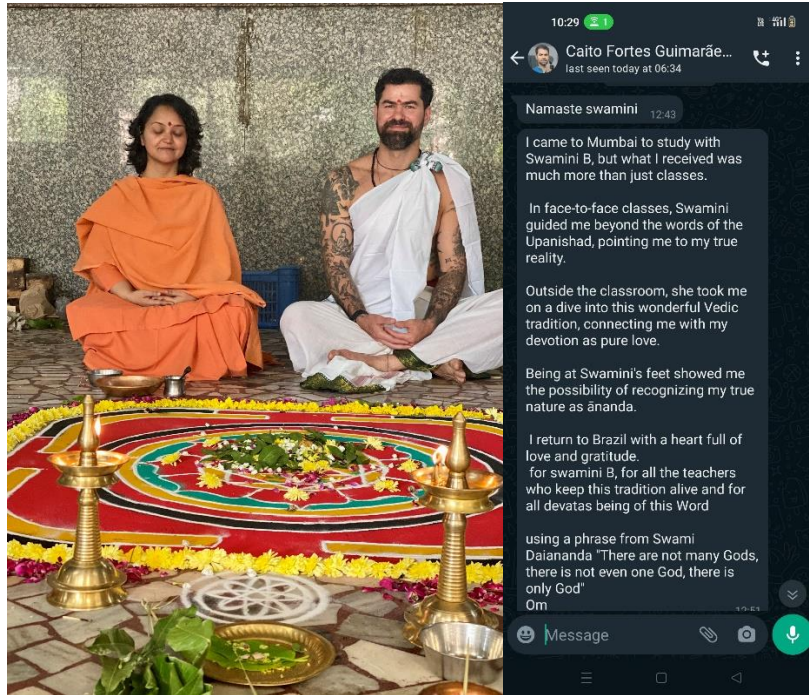 10:29 1
Caito Fortes Guimarãe...
last seen today at 06:34
Namaste swamini 12:43
I came to Mumbai to study with
Swamini B, but what I received was
much more than just classes.
In face-to-face classes, Swamini
guided me beyond the words of the
Upanishad, pointing me to my true
reality.
Outside the classroom, she took me
on a dive into this wonderful Vedic
tradition, connecting me with my
devotion as pure love.
Being at Swamini's feet showed me
the possibility of recognizing my true
nature as ānanda.
I return to Brazil with a heart full of
love and gratitude.
for swamini B, for all the teachers
who keep this tradition alive and for
all devatas being of this Word
using a phrase from Swami
Daiananda "There are not many Gods,
there is not even one God, there is
only God"
Om 12:51
Message